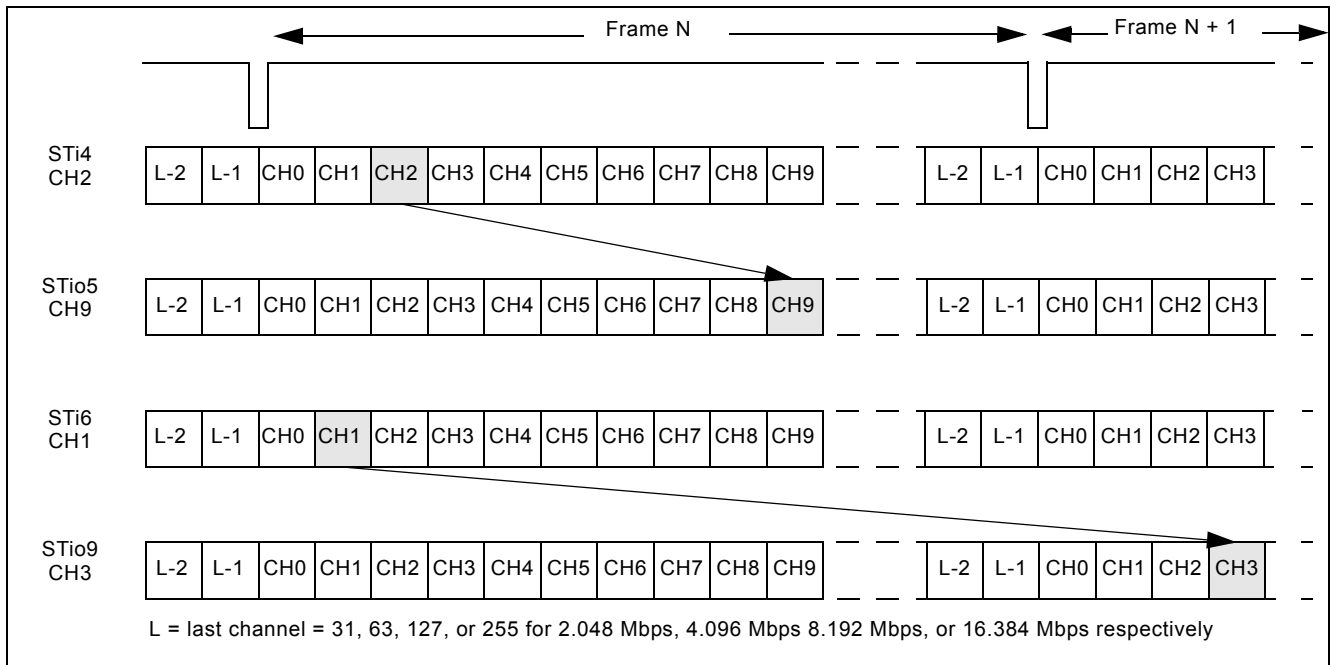 Frame N
Frame N + 1
STi4
CH2
L-2 L-1 CH0 CH1 CH2 CH3 CH4 CH5 CH6 CH7 CH8 CH9 L-2 L-1 CH0 CH1 CH2 CH3
STio5
CH9
L-2 L-1 CH0 CH1 CH2 CH3 CH4 CH5 CH6 CH7 CH8 CH9 L-2 L-1 CH0 CH1 CH2 CH3
STi6
CH1
L-2 L-1 CH0 CH1 CH2 CH3 CH4 CH5 CH6 CH7 CH8 CH9 L-2 L-1 CH0 CH1 CH2 CH3
STio9
CH3
L-2 L-1 CH0 CH1 CH2 CH3 CH4 CH5 CH6 CH7 CH8 CH9 L-2 L-1 CH0 CH1 CH2 CH3
L = last channel = 31, 63, 127, or 255 for 2.048 Mbps, 4.096 Mbps 8.192 Mbps, or 16.384 Mbps respectively